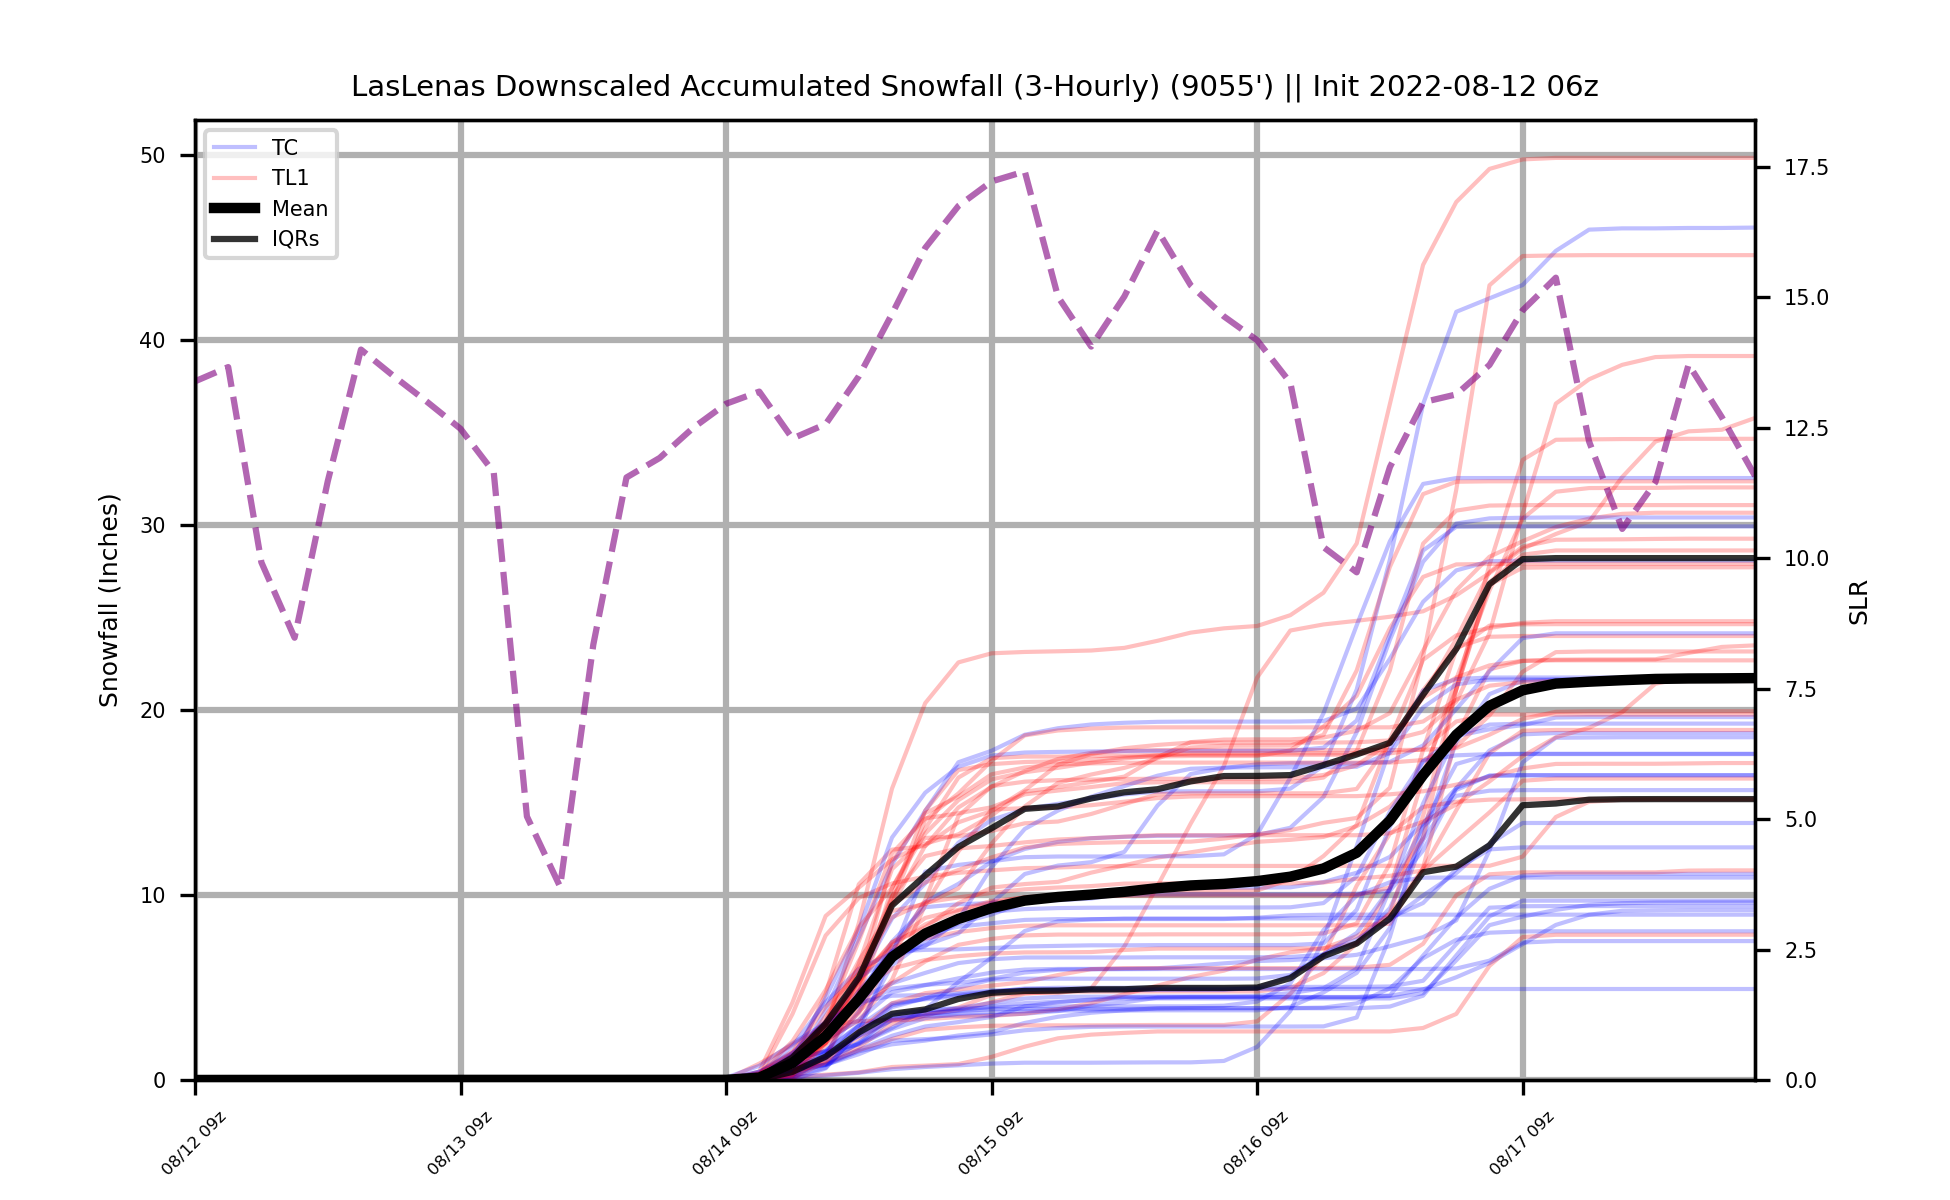 LasLenas Downscaled Accumulated Snowfall (3-Hourly) (9055') || Init 2022-08-12 06z
TC
TL1
Mean
IQRs
50
40
30
20
10
0
Snowfall (Inches)
17.5
15.0
12.5
10.0
7.5
5.0
2.5
0.0
SLR
08/12 09z
08/13 09z
08/14 09z
08/15 09z
08/16 09z
08/17 09z